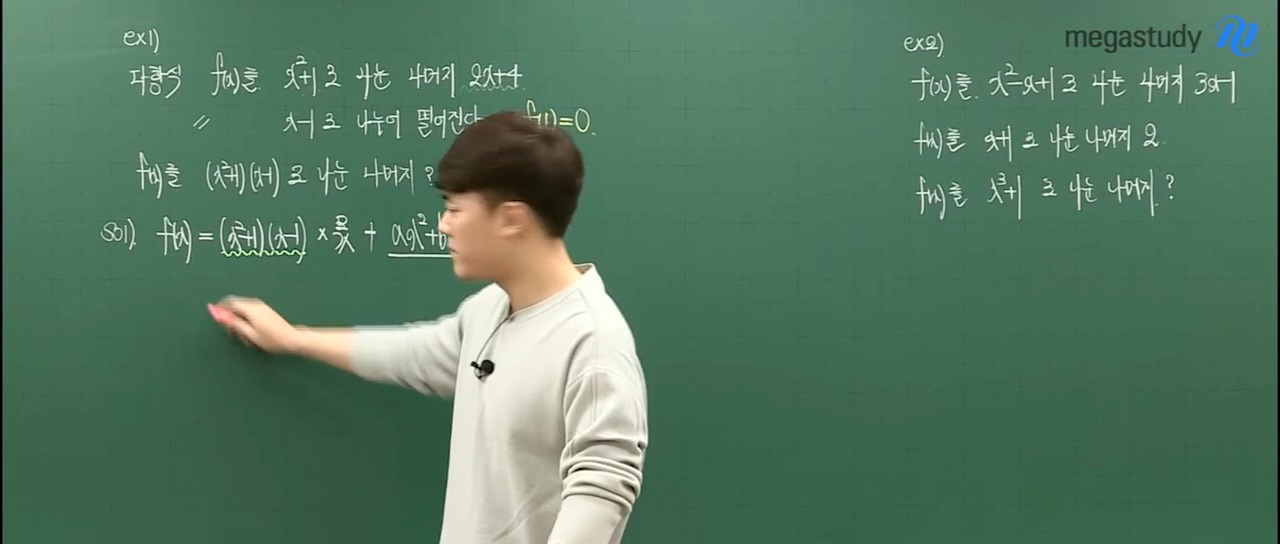 ex1)
다항식 f(x)를 x²+1로 나눈 나머지 2x+4
〃 x-1로 나누어 떨어진다 f(1)=0.
f(x)를 (x²+1)(x-1)로 나눈 나머지?
sol). f(x) = (x²+1)(x-1) × 몫 + ax²+b
megastudy
ex2)
f(x)를 x²-x+1로 나눈 나머지 3x-1
f(x)를 x+1로 나눈 나머지 2.
f(x)를 x³+1로 나눈 나머지?